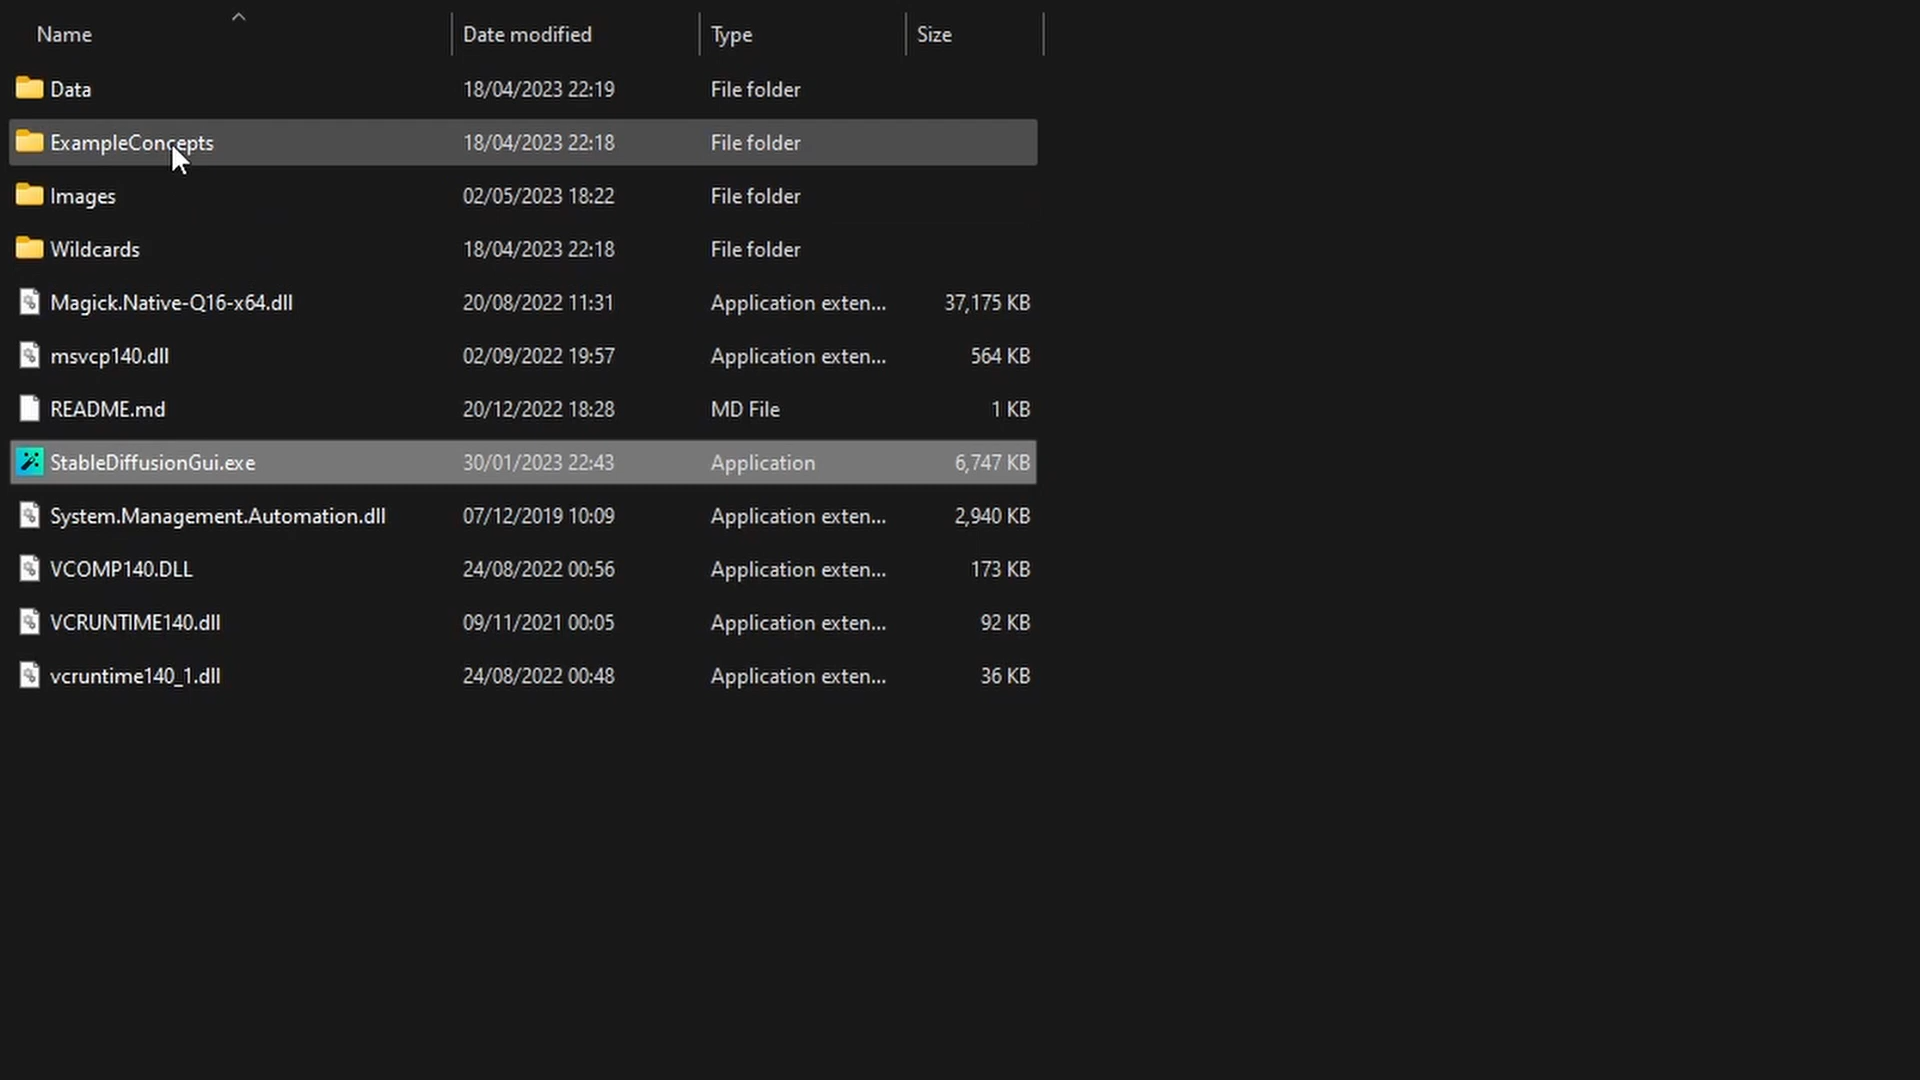 Name Date modified Type Size
Data 18/04/2023 22:19 File folder
ExampleConcepts 18/04/2023 22:18 File folder
Images 02/05/2023 18:22 File folder
Wildcards 18/04/2023 22:18 File folder
Magick.Native-Q16-x64.dll 20/08/2022 11:31 Application exten... 37,175 KB
msvcp140.dll 02/09/2022 19:57 Application exten... 564 KB
README.md 20/12/2022 18:28 MD File 1 KB
StableDiffusionGui.exe 30/01/2023 22:43 Application 6,747 KB
System.Management.Automation.dll 07/12/2019 10:09 Application exten... 2,940 KB
VCOMP140.DLL 24/08/2022 00:56 Application exten... 173 KB
VCRUNTIME140.dll 09/11/2021 00:05 Application exten... 92 KB
vcruntime140_1.dll 24/08/2022 00:48 Application exten... 36 KB